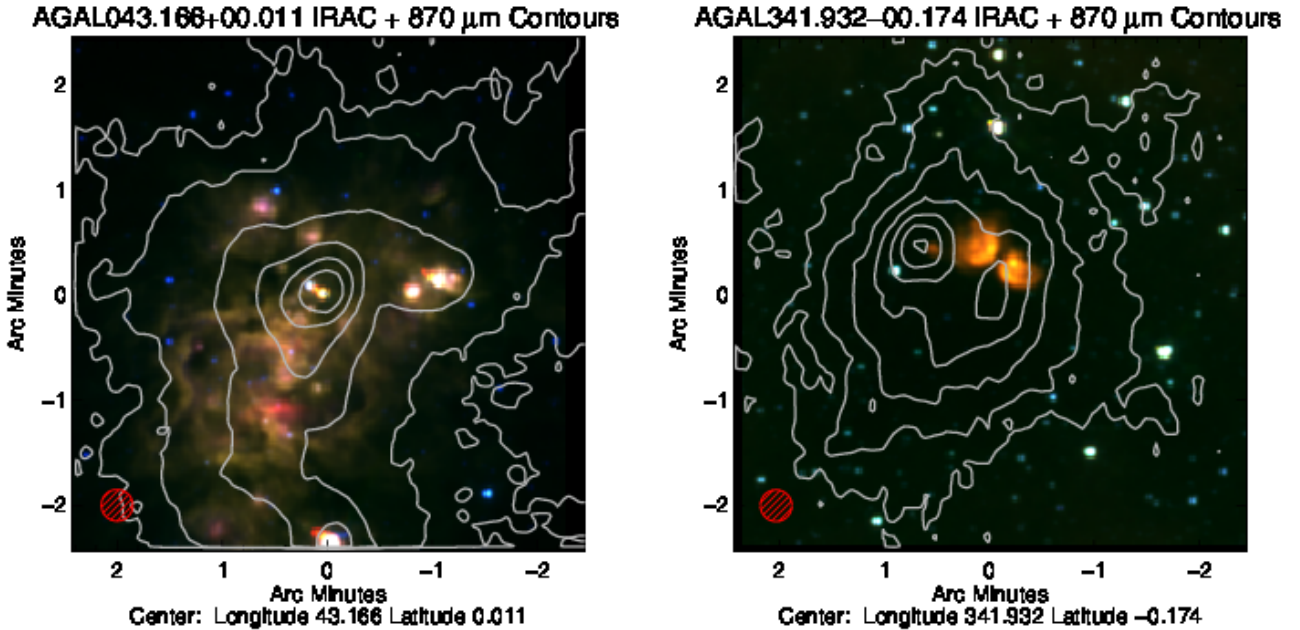 AGAL043.166+00.011 IRAC + 870 μm Contours
2
1
0
−1
−2
Arc Minutes
2 1 0 −1 −2
Arc Minutes
Center: Longitude 43.166 Latitude 0.011
AGAL341.932−00.174 IRAC + 870 μm Contours
2
1
0
−1
−2
Arc Minutes
2 1 0 −1 −2
Arc Minutes
Center: Longitude 341.932 Latitude −0.174